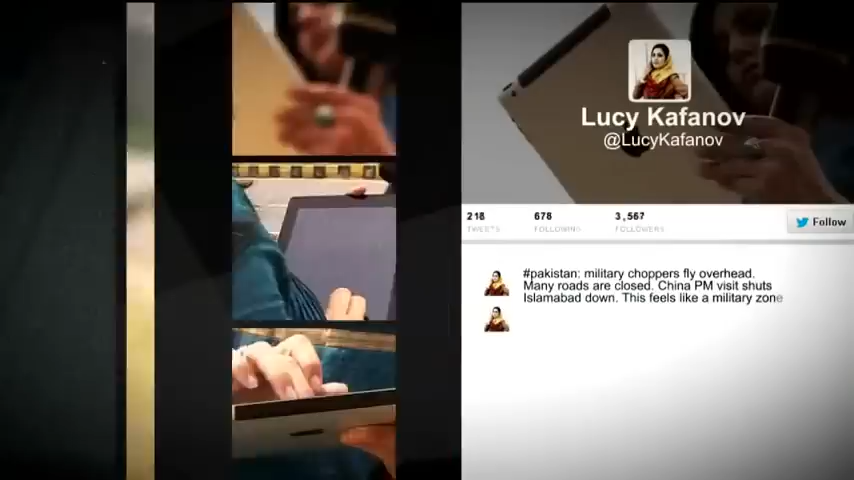 Lucy Kafanov
@LucyKafanov
218
678
3,567
TWEETS
FOLLOWING
FOLLOWERS
Follow
#pakistan: military choppers fly overhead.
Many roads are closed. China PM visit shuts
Islamabad down. This feels like a military zone